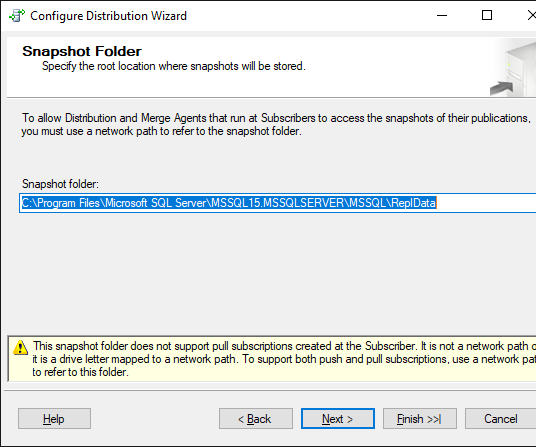 Configure Distribution Wizard
Snapshot Folder
Specify the root location where snapshots will be stored.
To allow Distribution and Merge Agents that run at Subscribers to access the snapshots of their publications,
you must use a network path to refer to the snapshot folder.
Snapshot folder:
C:\Program Files\Microsoft SQL Server\MSSQL15.MSSQLSERVER\MSSQL\ReplData
This snapshot folder does not support pull subscriptions created at the Subscriber. It is not a network path
it is a drive letter mapped to a network path. To support both push and pull subscriptions, use a network
to refer to this folder.
Help
< Back
Next >
Finish >>|
Cancel